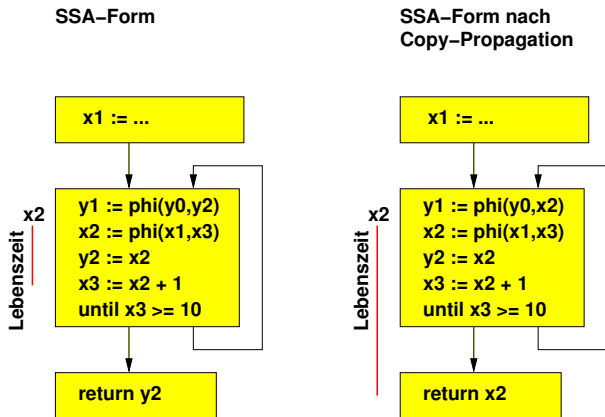 SSA–Form
x1 := ...
x2
Lebenszeit
y1 := phi(y0,y2)
x2 := phi(x1,x3)
y2 := x2
x3 := x2 + 1
until x3 >= 10
return y2
SSA–Form nach
Copy–Propagation
x1 := ...
x2
Lebenszeit
y1 := phi(y0,x2)
x2 := phi(x1,x3)
y2 := x2
x3 := x2 + 1
until x3 >= 10
return x2